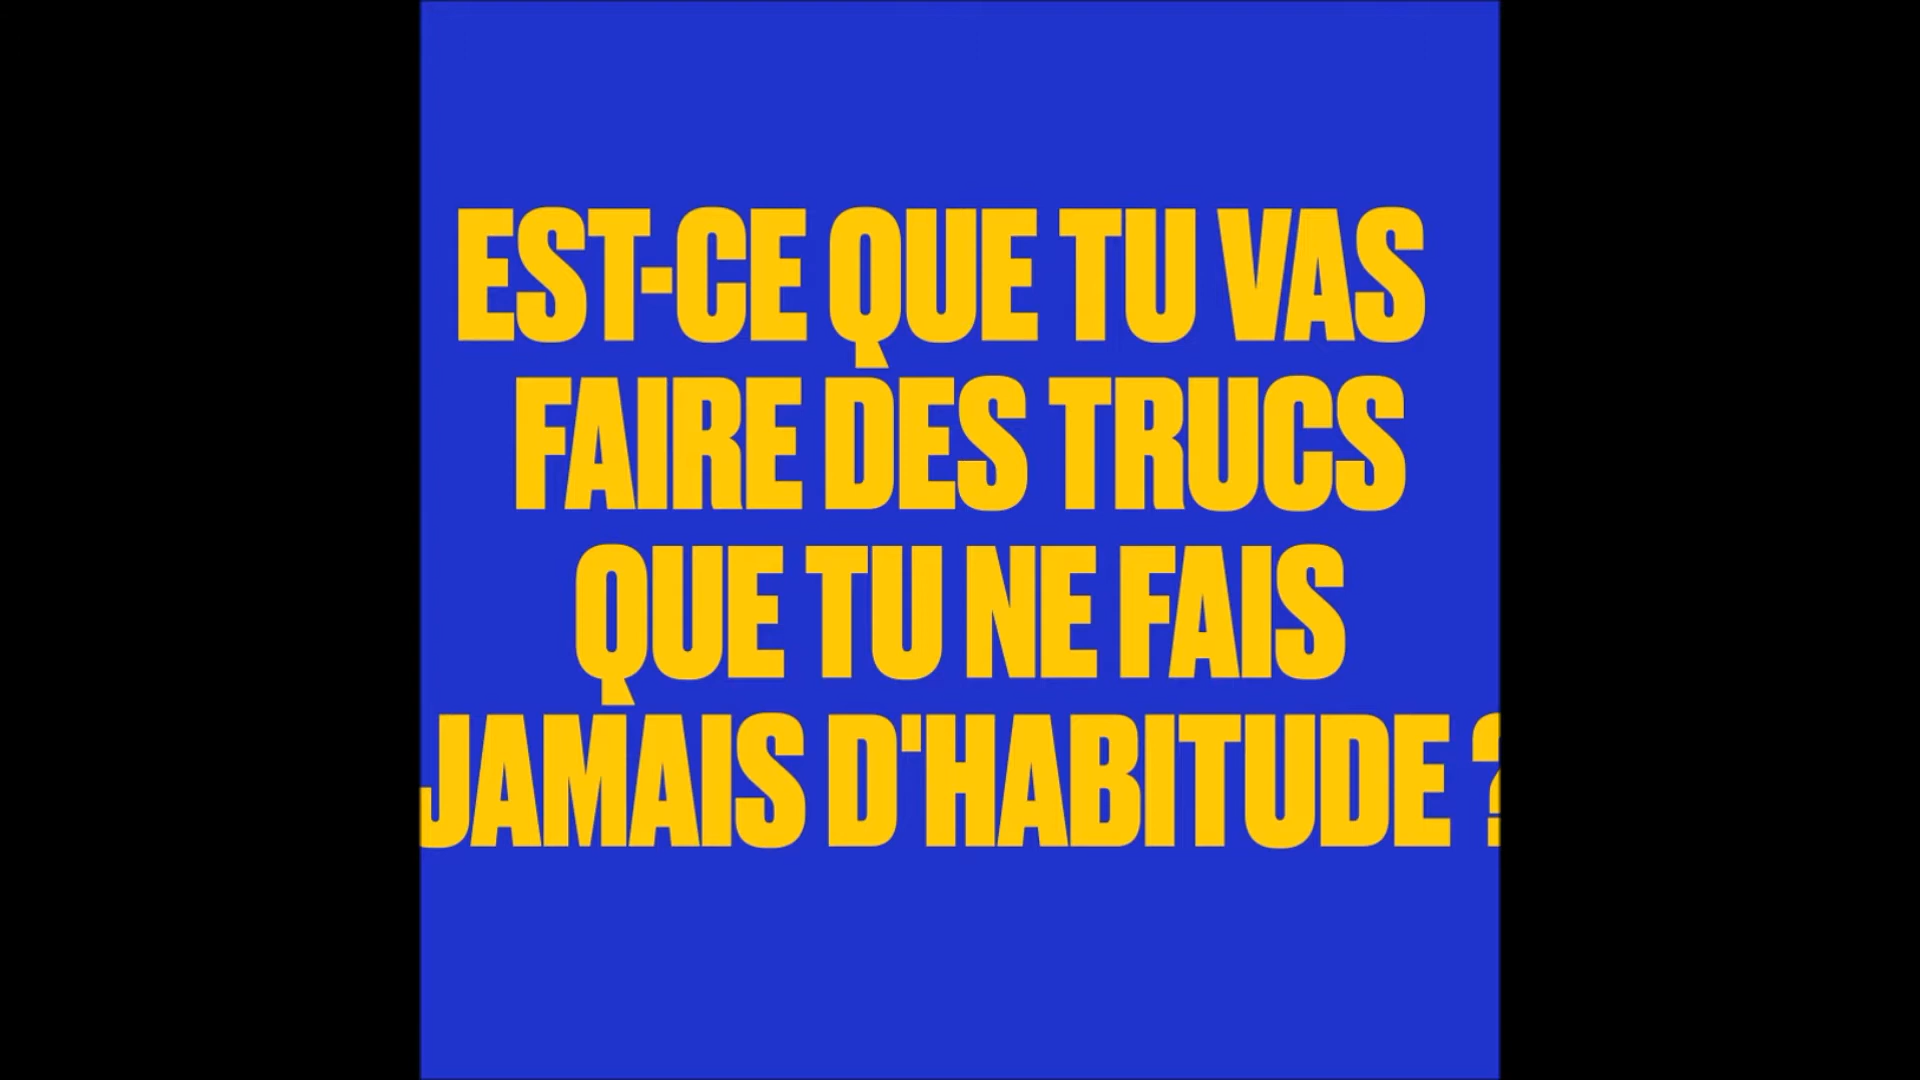 EST-CE QUE TU VAS
FAIRE DES TRUCS
QUE TU NE FAIS
JAMAIS D'HABITUDE ?